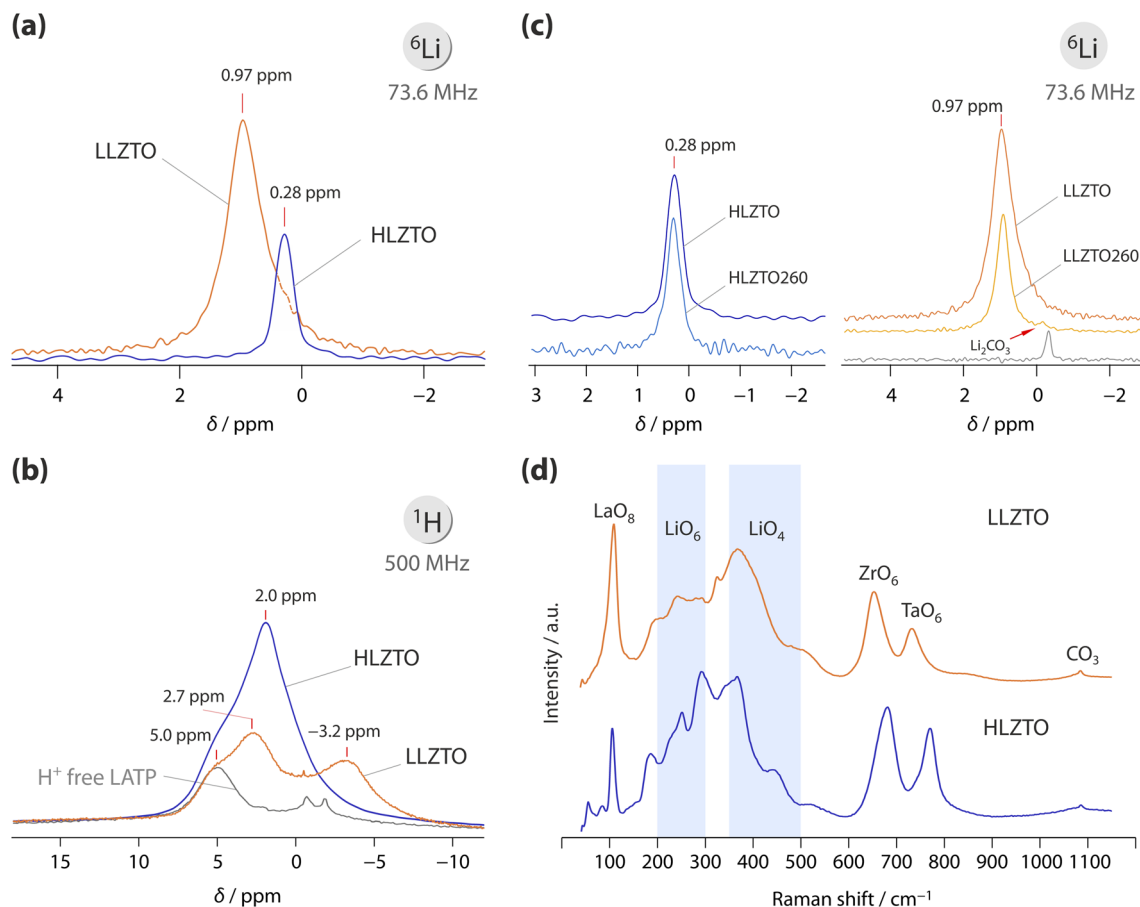 (a)
⁶Li
73.6 MHz
0.97 ppm
LLZTO
0.28 ppm
HLZTO
4 2 0 −2
δ / ppm
(c)
⁶Li
73.6 MHz
0.28 ppm
HLZTO
HLZTO260
3 2 1 0 −1 −2
δ / ppm
0.97 ppm
LLZTO
LLZTO260
Li₂CO₃
4 2 0 −2
δ / ppm
(b)
¹H
500 MHz
2.0 ppm
HLZTO
2.7 ppm
5.0 ppm
−3.2 ppm
LLZTO
H⁺ free LATP
15 10 5 0 −5 −10
δ / ppm
(d)
LLZTO
LaO₈
LiO₆
LiO₄
ZrO₆
TaO₆
CO₃
HLZTO
Intensity / a.u.
100 200 300 400 500 600 700 800 900 1000 1100
Raman shift / cm⁻¹